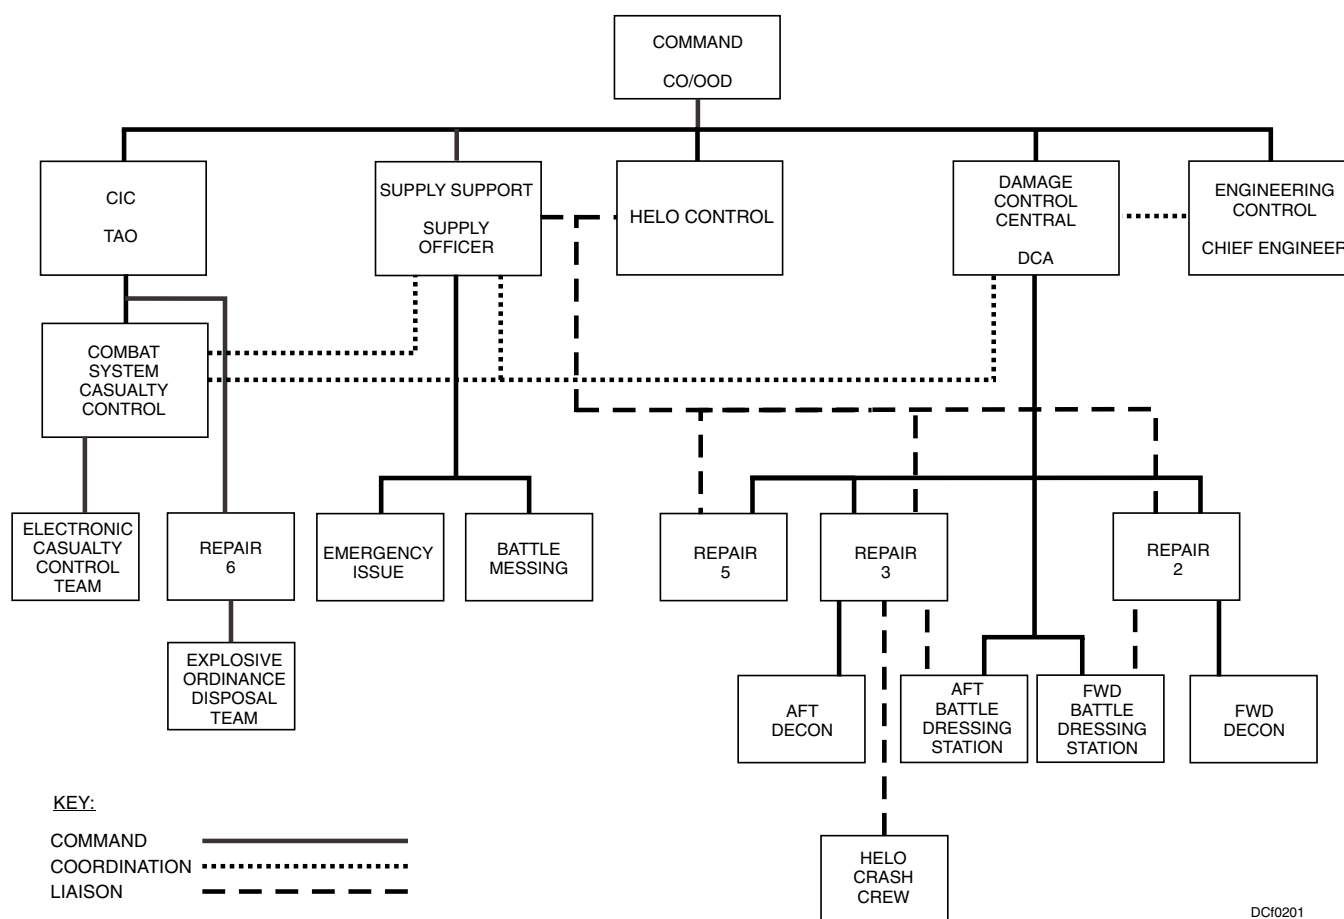 COMMAND
CO/OOD
CIC
TAO
SUPPLY SUPPORT
SUPPLY
OFFICER
HELO CONTROL
DAMAGE
CONTROL
CENTRAL
DCA
ENGINEERING
CONTROL
CHIEF ENGINEER
COMBAT
SYSTEM
CASUALTY
CONTROL
ELECTRONIC
CASUALTY
CONTROL
TEAM
REPAIR
6
EMERGENCY
ISSUE
BATTLE
MESSING
REPAIR
5
REPAIR
3
REPAIR
2
EXPLOSIVE
ORDINANCE
DISPOSAL
TEAM
AFT
DECON
AFT
BATTLE
DRESSING
STATION
FWD
BATTLE
DRESSING
STATION
FWD
DECON
HELO
CRASH
CREW
KEY:
COMMAND
COORDINATION
LIAISON
DCf0201